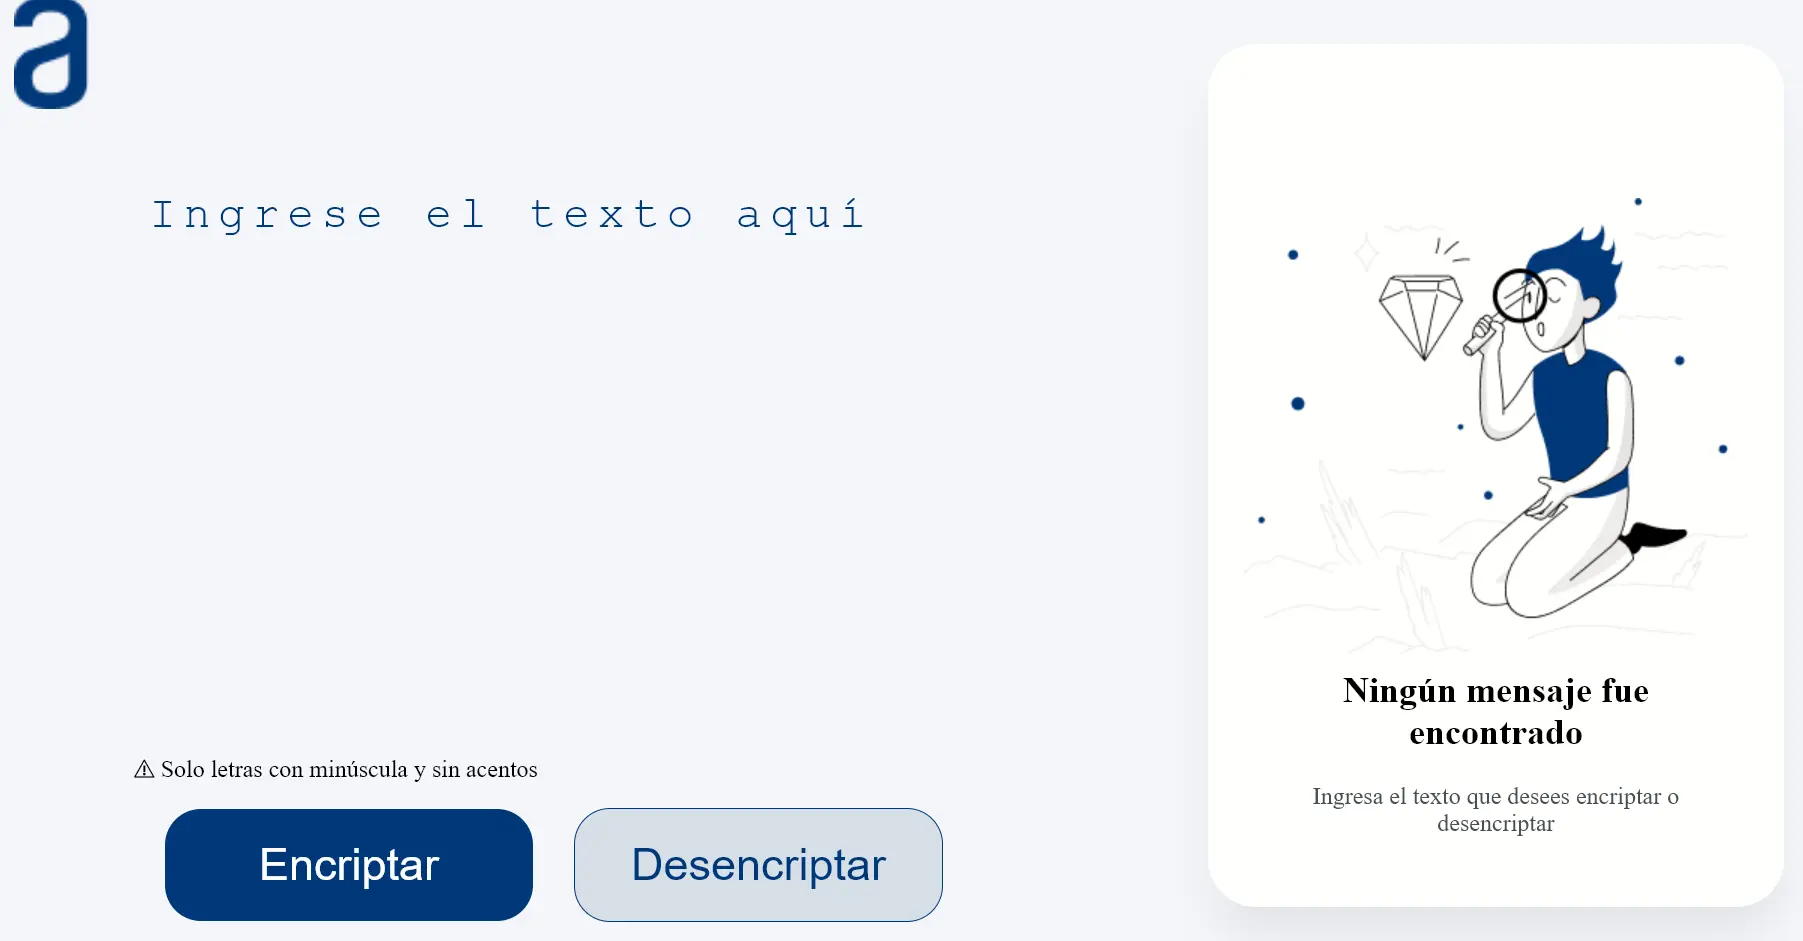 a
Ingrese el texto aquí
⚠ Solo letras con minúscula y sin acentos
Encriptar
Desencriptar
Ningún mensaje fue
encontrado
Ingresa el texto que desees encriptar o
desencriptar